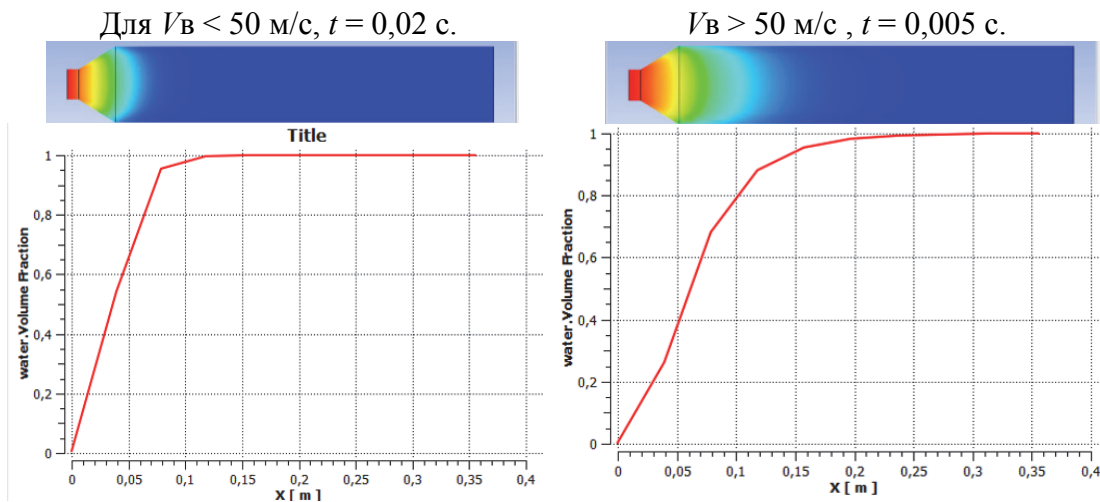 Для Vв < 50 м/с, t = 0,02 с.
Vв > 50 м/с , t = 0,005 с.
Title
water.Volume Fraction
1
0,8
0,6
0,4
0,2
0
0 0,05 0,1 0,15 0,2 0,25 0,3 0,35 0,4
X [ m ]
water.Volume Fraction
1
0,8
0,6
0,4
0,2
0
0 0,05 0,1 0,15 0,2 0,25 0,3 0,35 0,4
X [ m ]